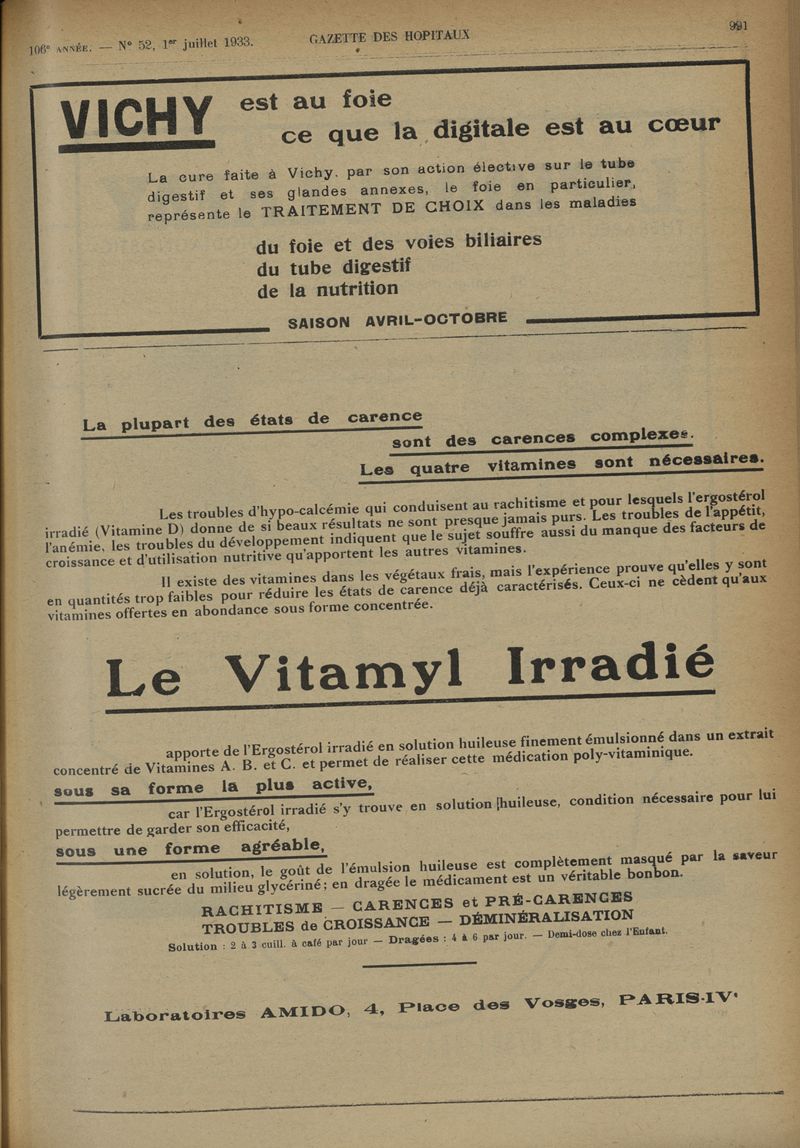 106e ANNÉE. — N° 52, 1er juillet 1933.
GAZETTE DES HOPITAUX
991
VICHY est au foie
ce que la digitale est au cœur
La cure faite à Vichy. par son action élective sur le tube
digestif et ses glandes annexes, le foie en particulier,
représente le TRAITEMENT DE CHOIX dans les maladies
du foie et des voies biliaires
du tube digestif
de la nutrition
SAISON AVRIL-OCTOBRE
La plupart des états de carence
sont des carences complexes.
Les quatre vitamines sont nécessaires.
Les troubles d'hypo-calcémie qui conduisent au rachitisme et pour lesquels l'ergostérol
irradié (Vitamine D) donne de si beaux résultats ne sont presque jamais purs. Les troubles de l'appétit,
l'anémie, les troubles du développement indiquent que le sujet souffre aussi du manque des facteurs de
croissance et d'utilisation nutritive qu'apportent les autres vitamines.
Il existe des vitamines dans les végétaux frais, mais l'expérience prouve qu'elles y sont
en quantités trop faibles pour réduire les états de carence déjà caractérisés. Ceux-ci ne cèdent qu'aux
vitamines offertes en abondance sous forme concentrée.
Le Vitamyl Irradié
apporte de l'Ergostérol irradié en solution huileuse finement émulsionné dans un extrait
concentré de Vitamines A. B. et C. et permet de réaliser cette médication poly-vitaminique.
sous sa forme la plus active,
car l'Ergostérol irradié s'y trouve en solution huileuse, condition nécessaire pour lui
permettre de garder son efficacité,
sous une forme agréable,
en solution, le goût de l'émulsion huileuse est complètement masqué par la saveur
légèrement sucrée du milieu glycériné; en dragée le médicament est un véritable bonbon.
RACHITISME — CARENCES et PRÉ-CARENCES
TROUBLES de CROISSANCE — DÉMINÉRALISATION
Solution : 2 à 3 cuill. à café par jour — Dragées : 4 à 6 par jour. — Demi-dose chez l'Enfant.
Laboratoires AMIDO, 4, Place des Vosges, PARIS-IVe